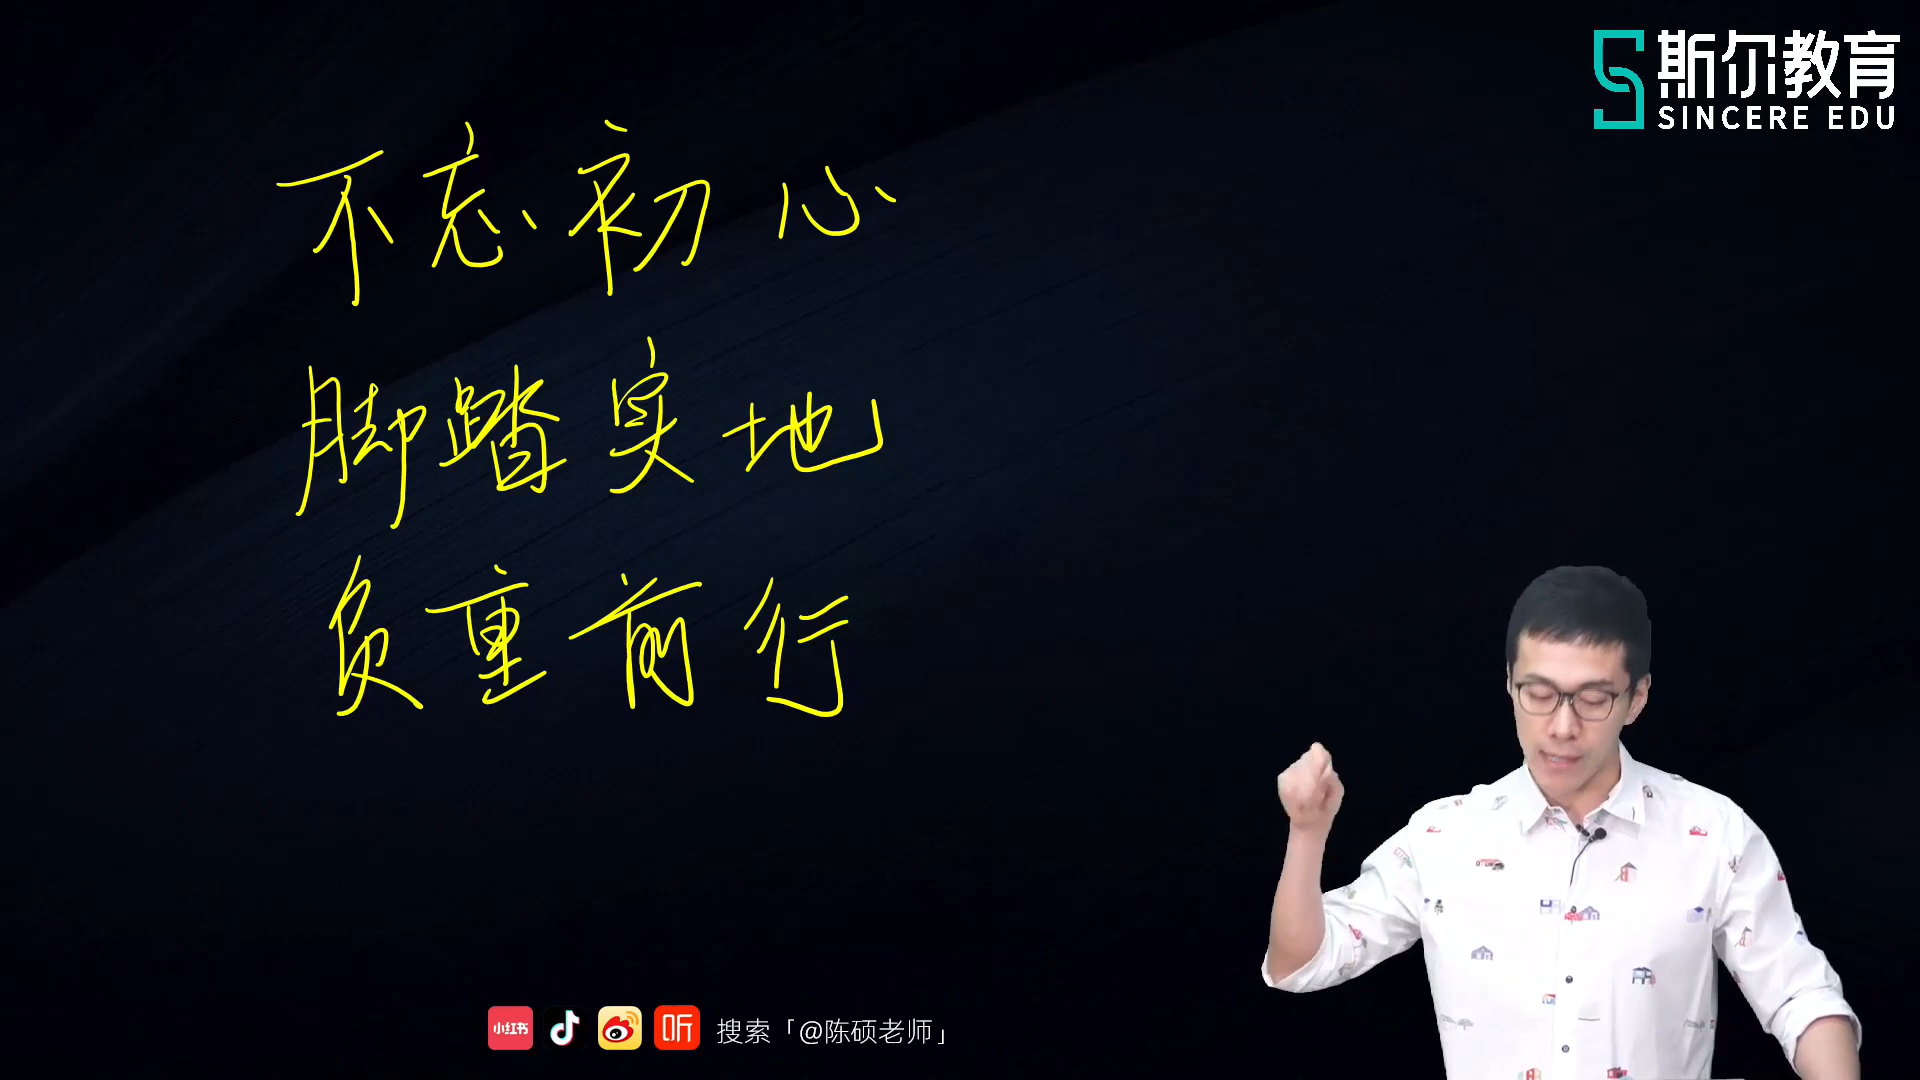 斯尔教育
SINCERE EDU
不忘初心
脚踏实地
负重前行
小红书 听 搜索「@陈硕老师」